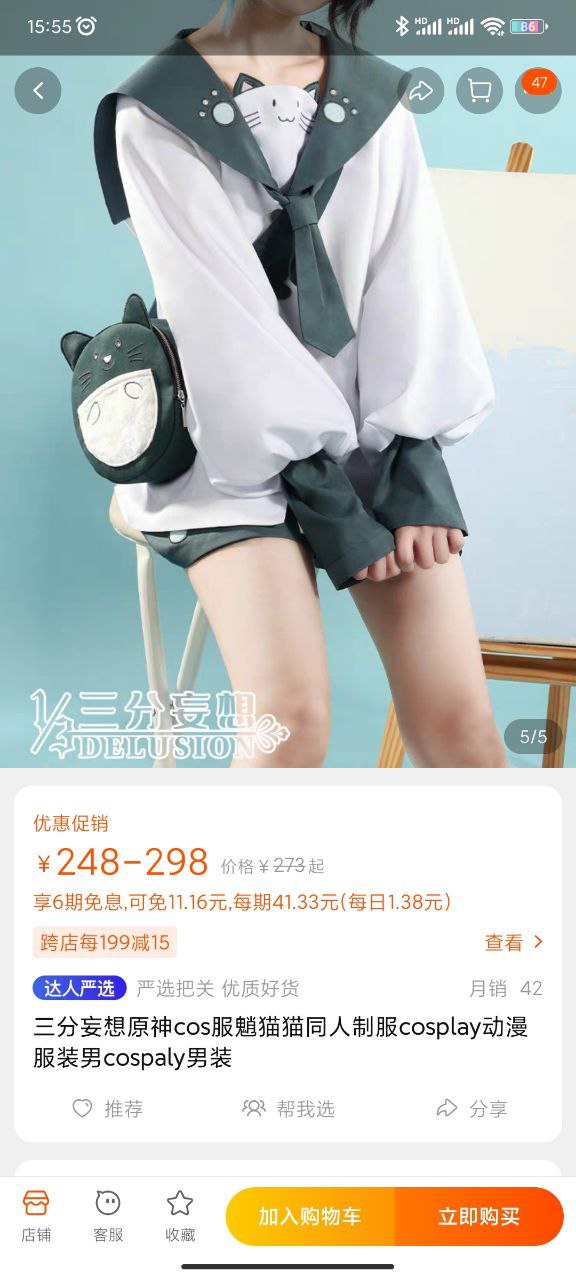 15:55
HD HD 86
47
1/3 三分妄想
DELUSION
5/5
优惠促销
¥248-298 价格 ¥273起
享6期免息,可免11.16元,每期41.33元(每日1.38元)
跨店每199减15 查看
达人严选 严选把关 优质好货 月销 42
三分妄想原神cos服魈猫猫同人制服cosplay动漫
服装男cospaly男装
推荐 帮我选 分享
店铺 客服 收藏 加入购物车 立即购买